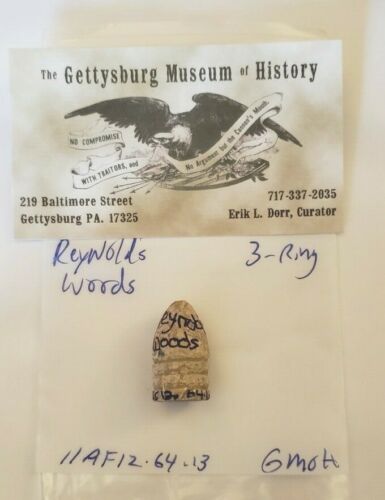 The Gettysburg Museum of History
NO COMPROMISE
WITH TRAITORS, and
No Argument but the Cannon's Mouth
219 Baltimore Street
Gettysburg PA. 17325
717-337-2035
Erik L. Dorr, Curator
Reynolds
Woods
3-Ring
Reynolds
Woods
11AF12.64.13
GMOH